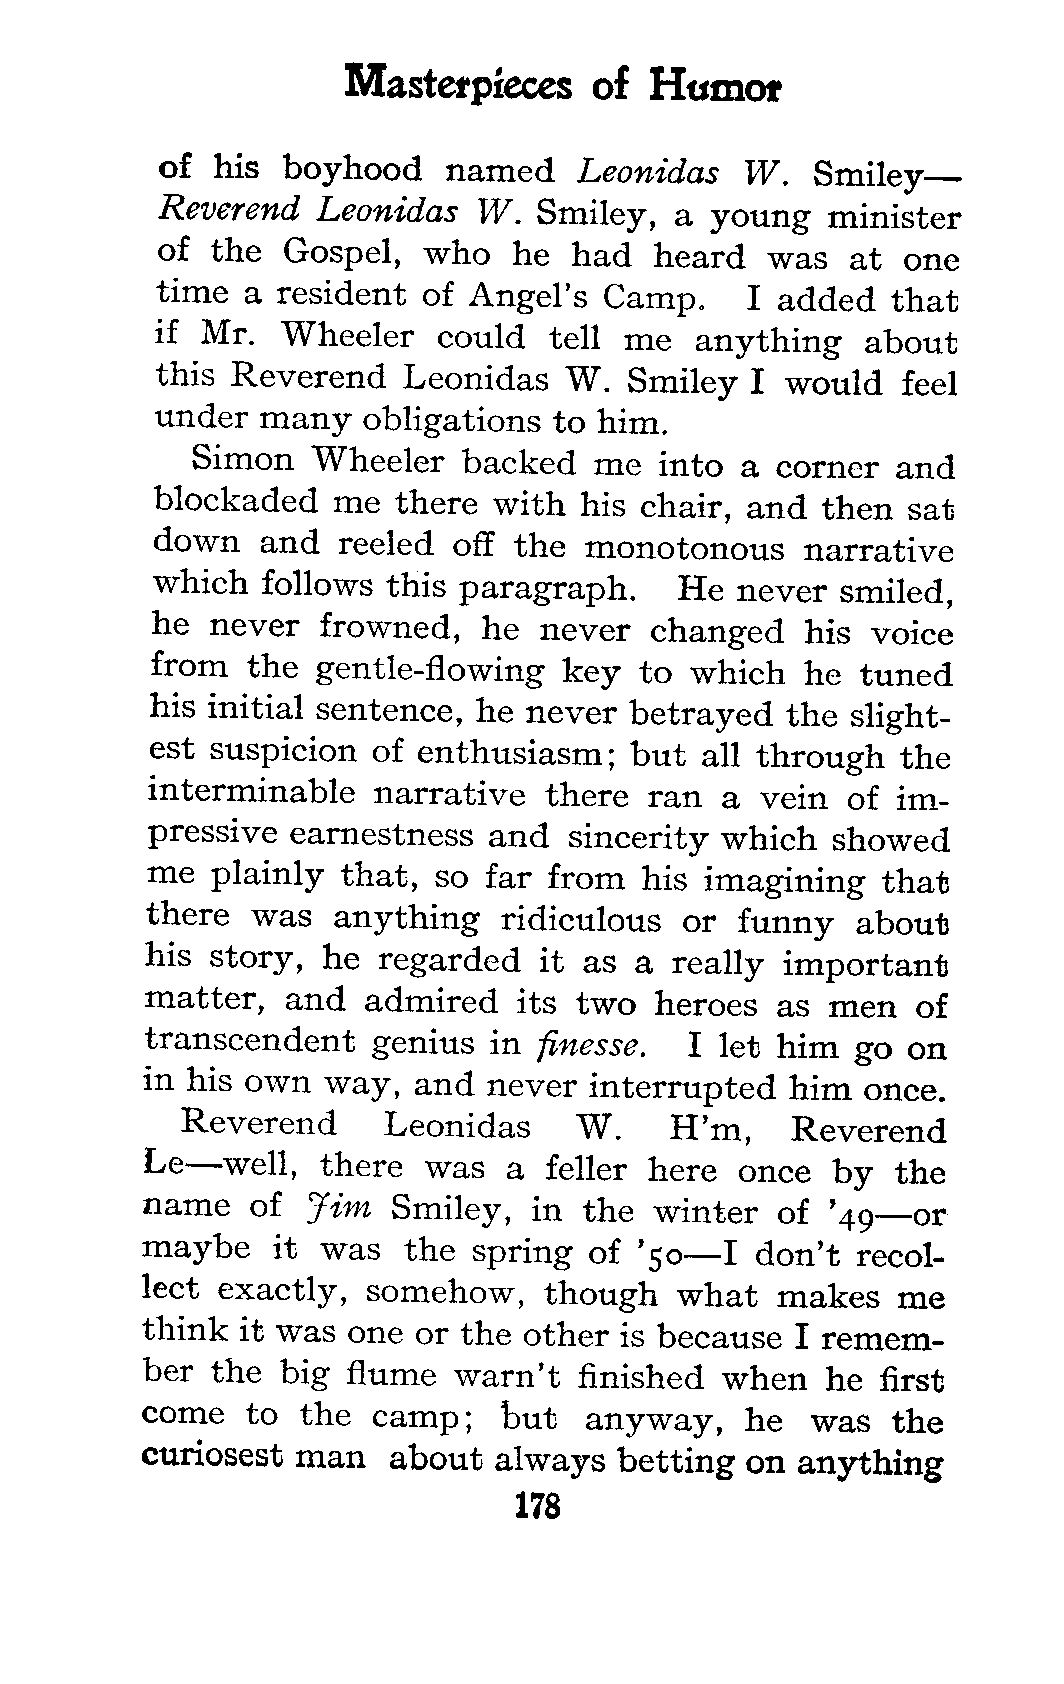 Masterpieces of Humor
of his boyhood named Leonidas W. Smiley—
Reverend Leonidas W. Smiley, a young minister
of the Gospel, who he had heard was at one
time a resident of Angel's Camp. I added that
if Mr. Wheeler could tell me anything about
this Reverend Leonidas W. Smiley I would feel
under many obligations to him.
Simon Wheeler backed me into a corner and
blockaded me there with his chair, and then sat
down and reeled off the monotonous narrative
which follows this paragraph. He never smiled,
he never frowned, he never changed his voice
from the gentle-flowing key to which he tuned
his initial sentence, he never betrayed the slight-
est suspicion of enthusiasm; but all through the
interminable narrative there ran a vein of im-
pressive earnestness and sincerity which showed
me plainly that, so far from his imagining that
there was anything ridiculous or funny about
his story, he regarded it as a really important
matter, and admired its two heroes as men of
transcendent genius in finesse. I let him go on
in his own way, and never interrupted him once.
Reverend Leonidas W. H'm, Reverend
Le—well, there was a feller here once by the
name of Jim Smiley, in the winter of '49—or
maybe it was the spring of '50—I don't recol-
lect exactly, somehow, though what makes me
think it was one or the other is because I remem-
ber the big flume warn't finished when he first
come to the camp; but anyway, he was the
curiosest man about always betting on anything
178